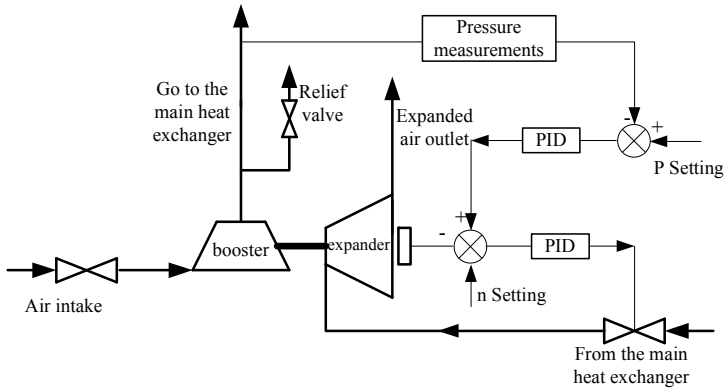 Pressure
measurements
Go to the
main heat
exchanger
Relief
valve
Expanded
air outlet
-
+
PID
P Setting
booster
expander
-
+
PID
n Setting
Air intake
From the main
heat exchanger